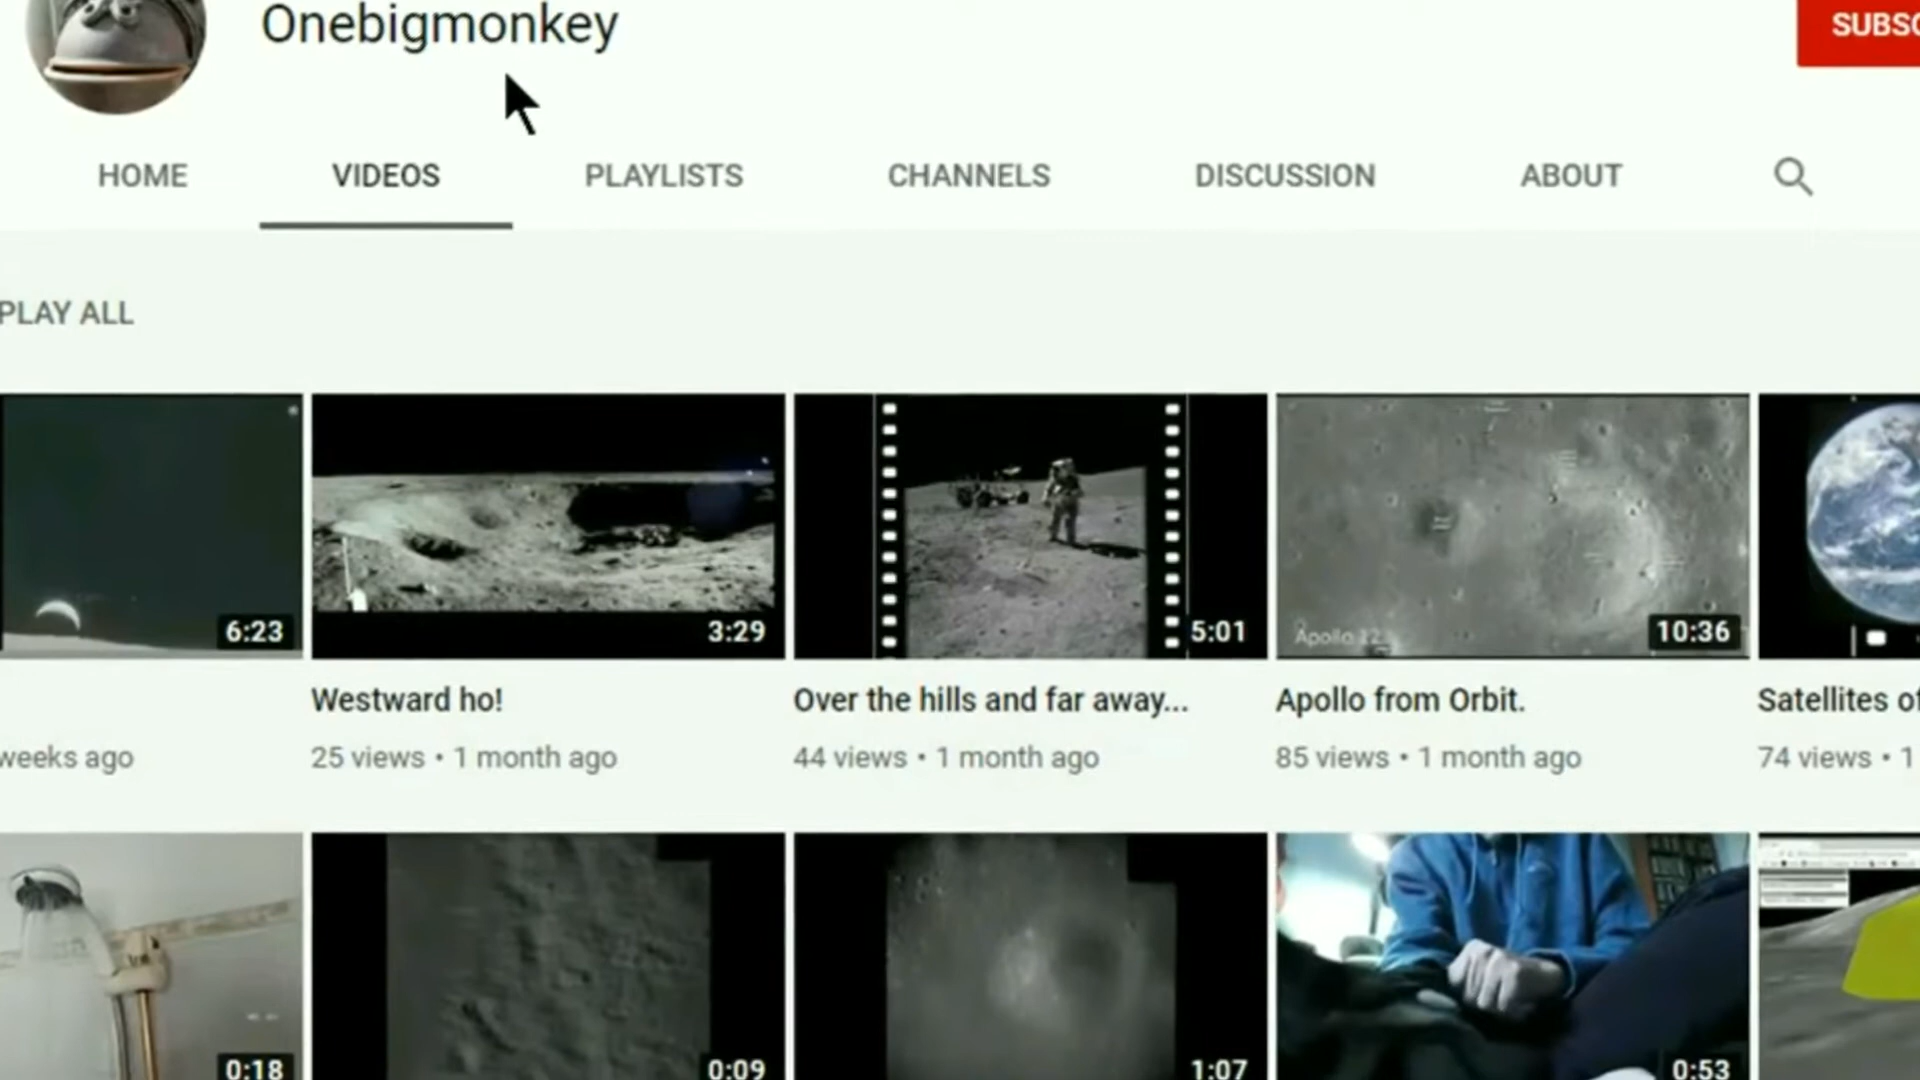 Onebigmonkey
SUBSC
HOME VIDEOS PLAYLISTS CHANNELS DISCUSSION ABOUT
PLAY ALL
6:23 3:29 5:01 Apollo 12 10:36
Westward ho! Over the hills and far away... Apollo from Orbit. Satellites of
weeks ago 25 views • 1 month ago 44 views • 1 month ago 85 views • 1 month ago 74 views • 1
0:18 0:09 1:07 0:53